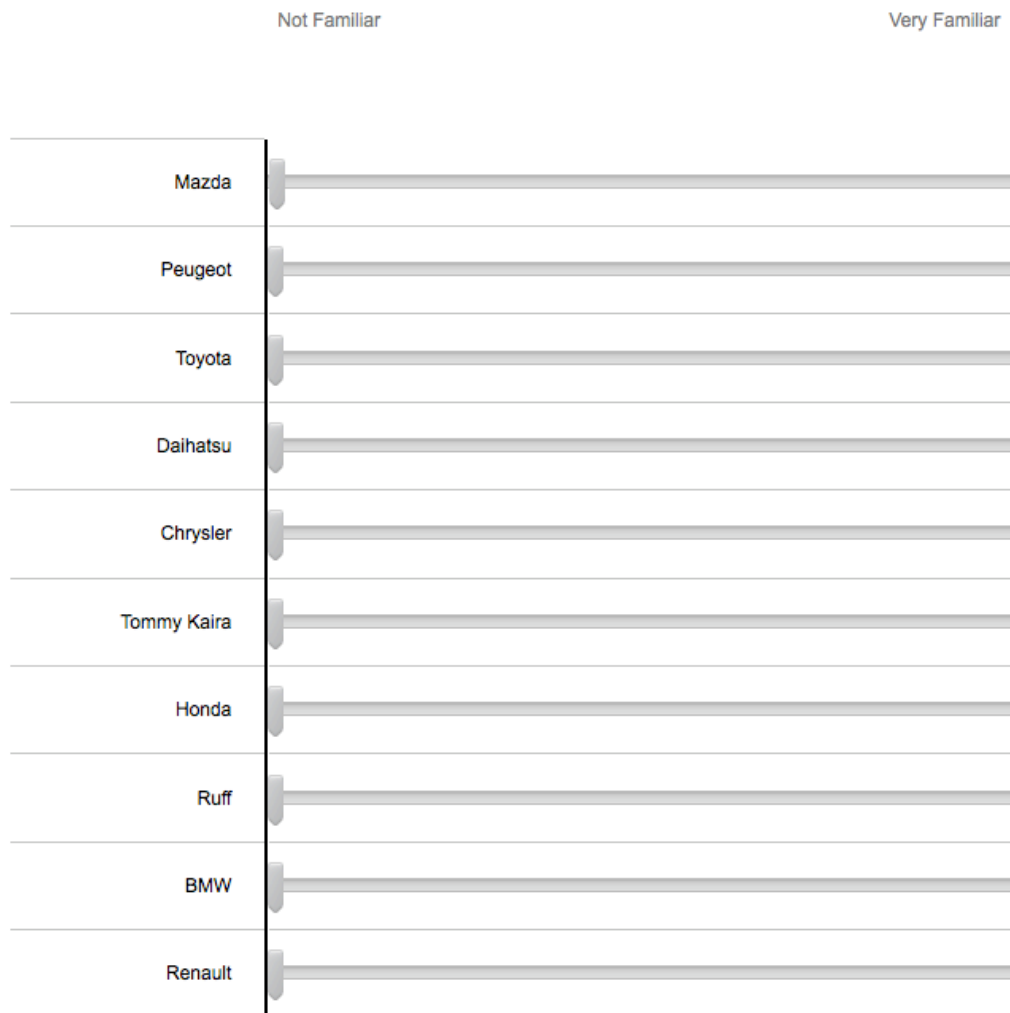 Not Familiar Very Familiar
Mazda
Peugeot
Toyota
Daihatsu
Chrysler
Tommy Kaira
Honda
Ruff
BMW
Renault